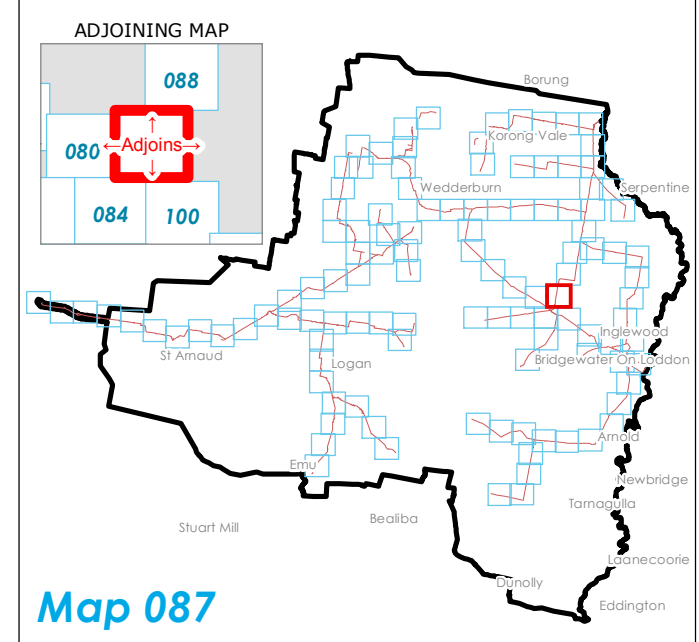 ADJOINING MAP
088
080
Adjoins
084
100
Borung
Korong Vale
Wedderburn
Serpentine
Inglewood
Bridgewater On Loddon
St Arnaud
Logan
Arnold
Emu
Newbridge
Tarnagulla
Stuart Mill
Bealiba
Laanecoorie
Dunolly
Eddington
Map 087